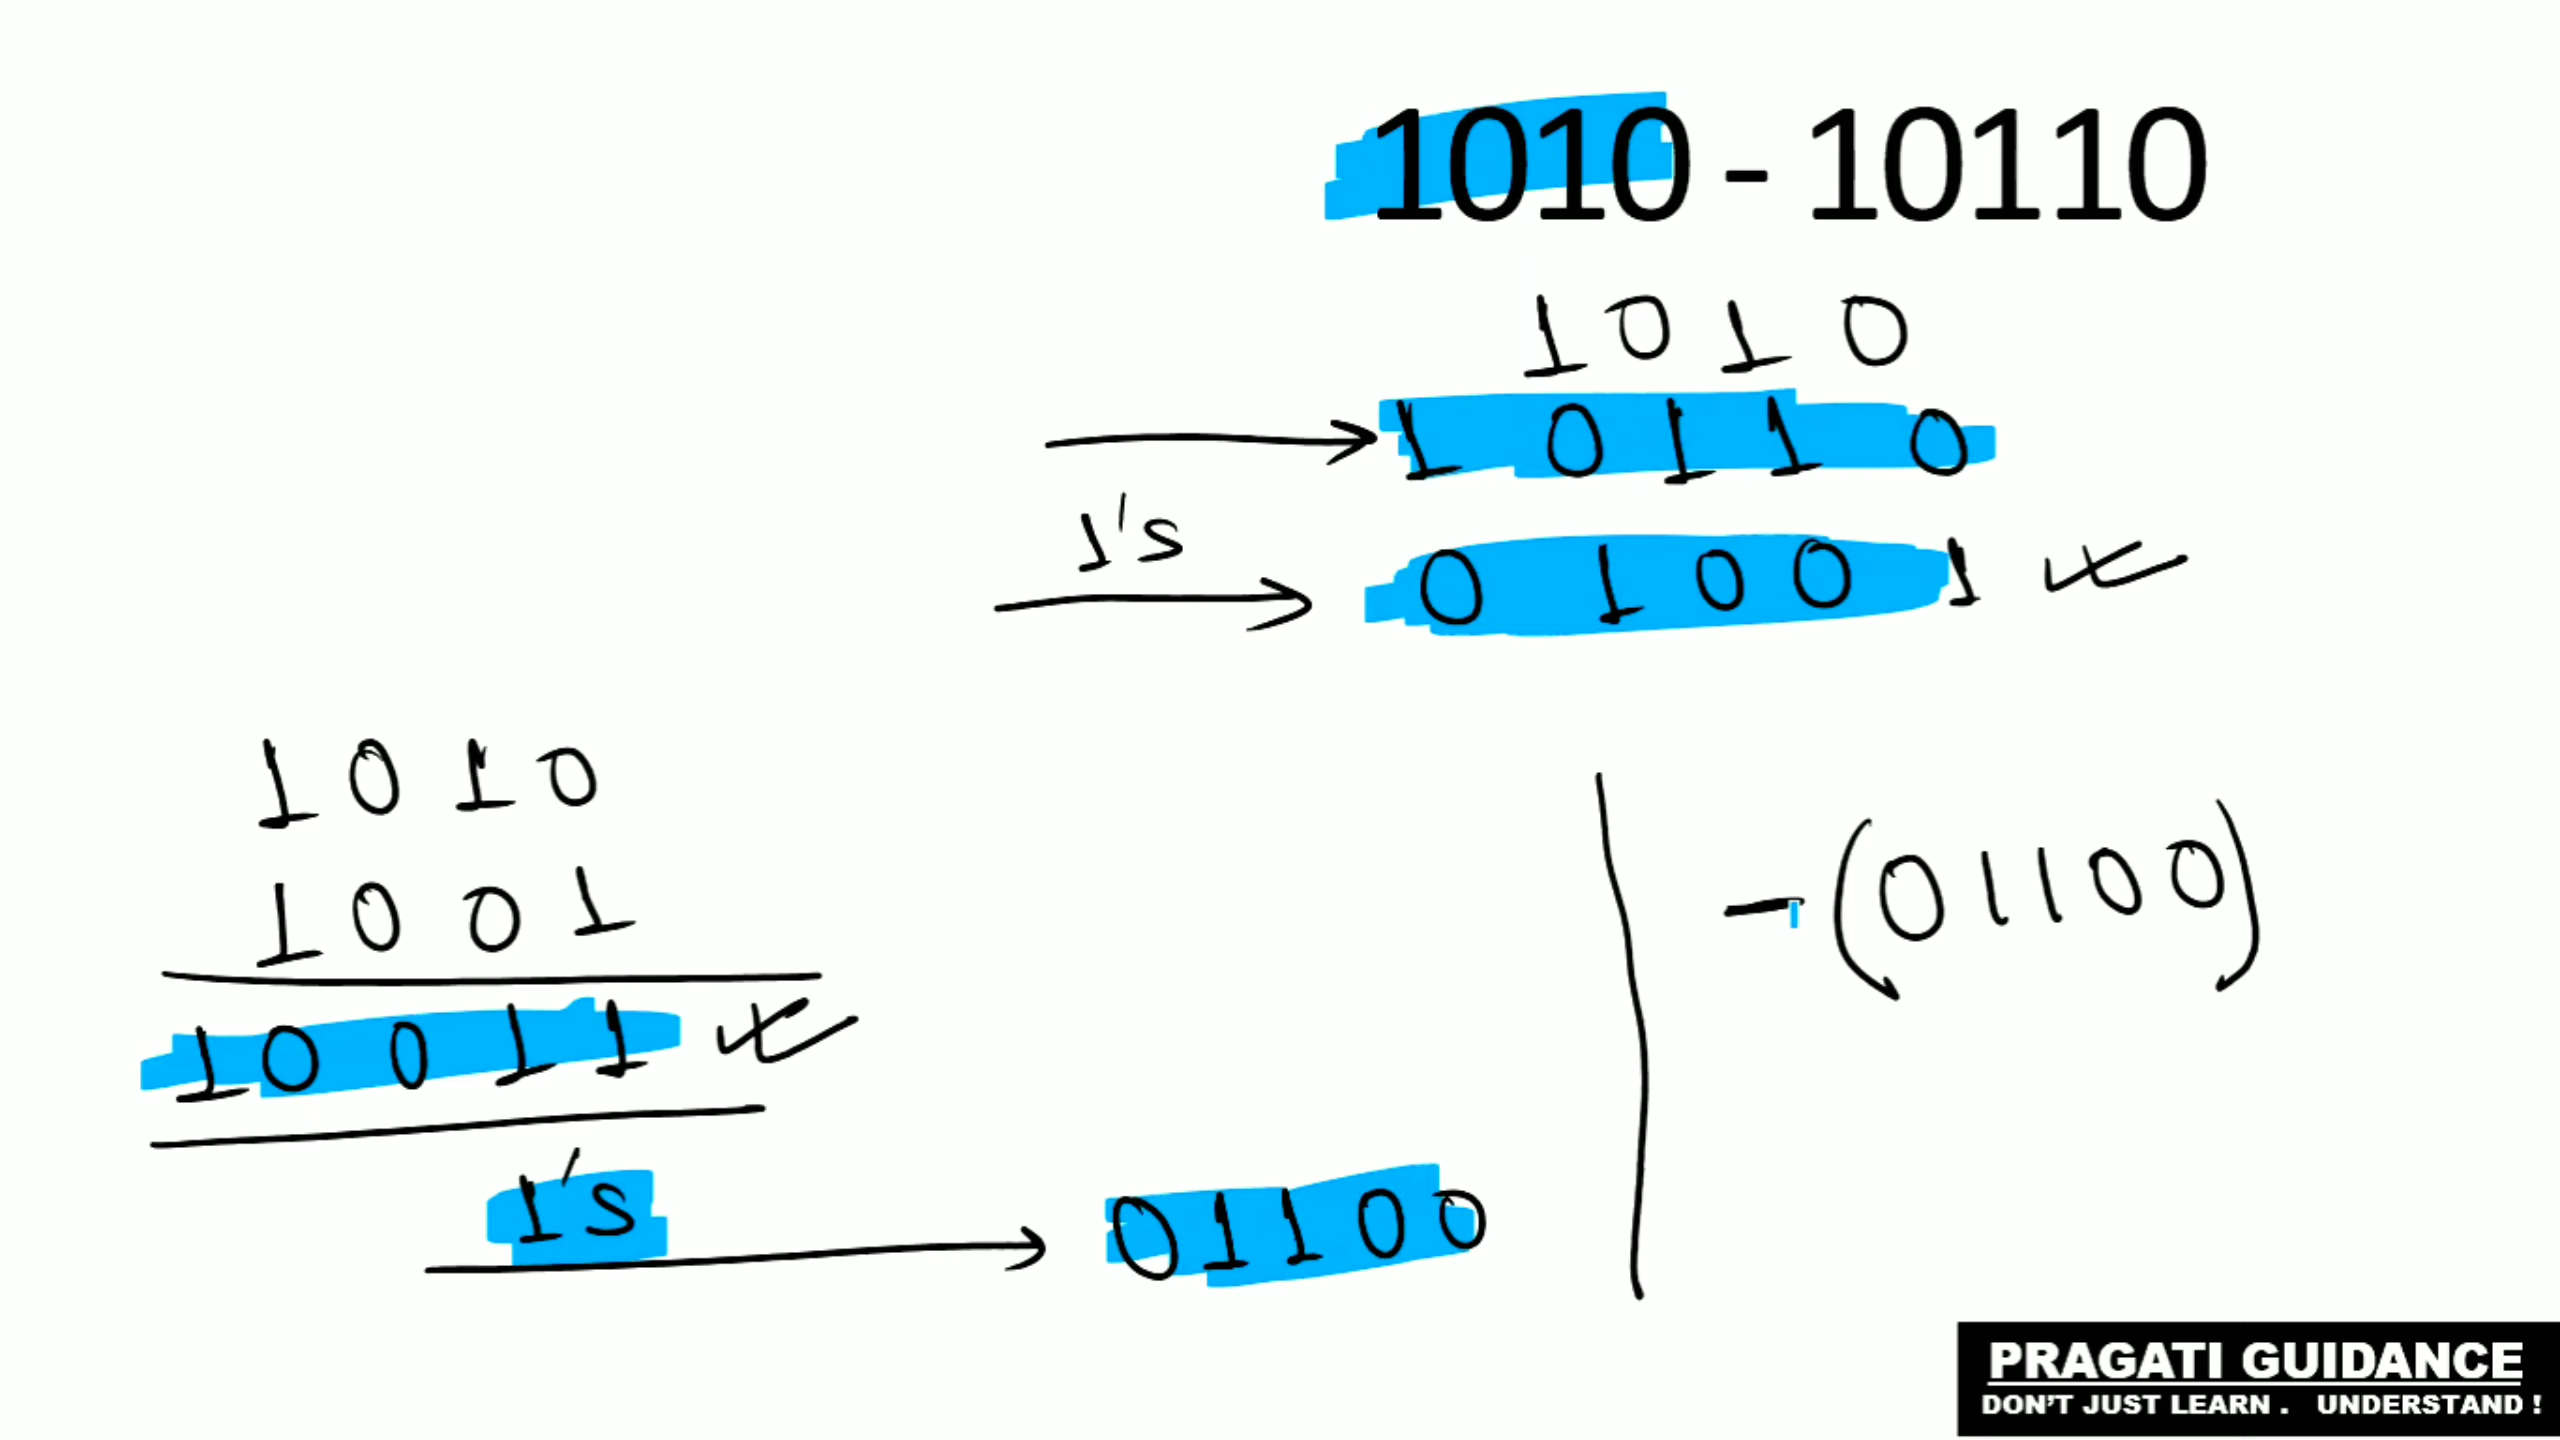 1010 - 10110
1010
10110
1's
01001
1010
1001
10011
1's
01100
-(01100)
PRAGATI GUIDANCE
DON'T JUST LEARN . UNDERSTAND !